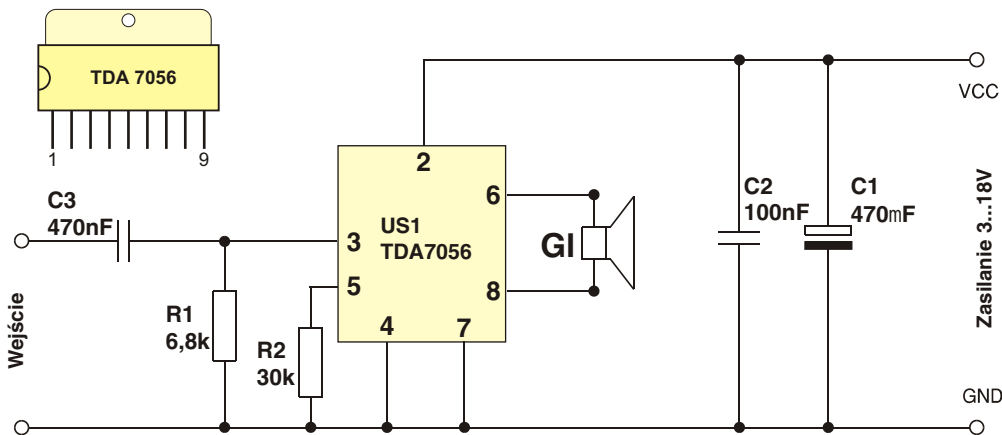 TDA 7056
1
9
VCC
2
C3
470nF
6
C2
100nF
C1
470mF
US1
TDA7056
3
GI
5
8
R1
6,8k
R2
30k
4
7
Wejście
Zasilanie 3...18V
GND